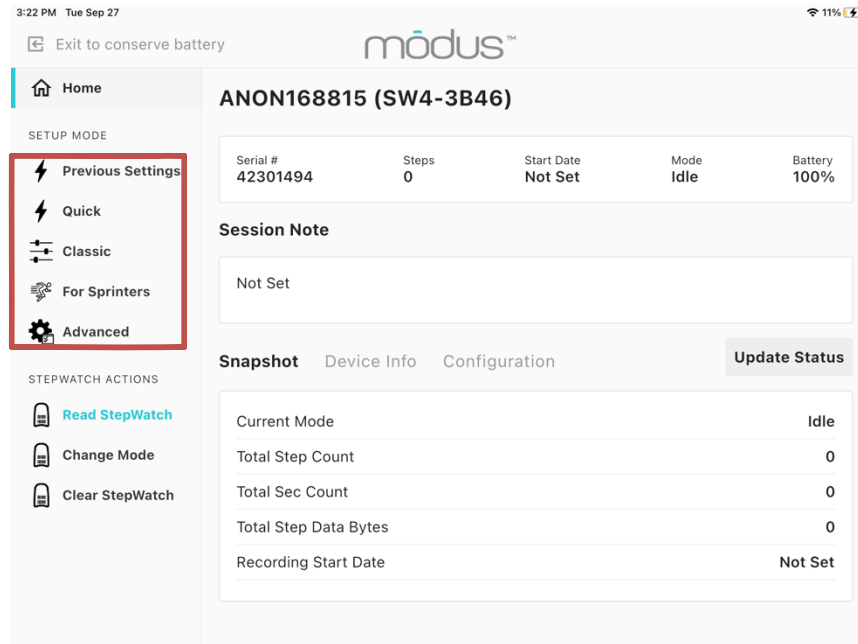 3:22 PM Tue Sep 27 11%
Exit to conserve battery
mōdus™
Home
SETUP MODE
Previous Settings
Quick
Classic
For Sprinters
Advanced
STEPWATCH ACTIONS
Read StepWatch
Change Mode
Clear StepWatch
ANON168815 (SW4-3B46)
Serial # Steps Start Date Mode Battery
42301494 0 Not Set Idle 100%
Session Note
Not Set
Snapshot Device Info Configuration Update Status
Current Mode Idle
Total Step Count 0
Total Sec Count 0
Total Step Data Bytes 0
Recording Start Date Not Set